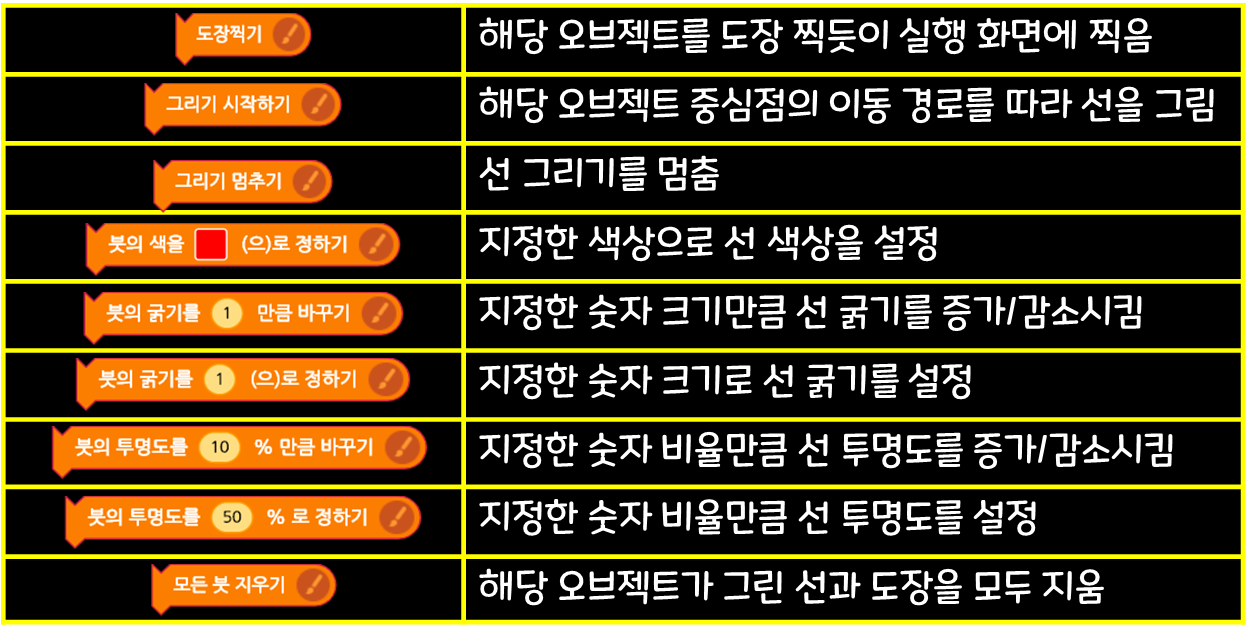 도장찍기
해당 오브젝트를 도장 찍듯이 실행 화면에 찍음
그리기 시작하기
해당 오브젝트 중심점의 이동 경로를 따라 선을 그림
그리기 멈추기
선 그리기를 멈춤
붓의 색을 (으)로 정하기
지정한 색상으로 선 색상을 설정
붓의 굵기를 1 만큼 바꾸기
지정한 숫자 크기만큼 선 굵기를 증가/감소시킴
붓의 굵기를 1 (으)로 정하기
지정한 숫자 크기로 선 굵기를 설정
붓의 투명도를 10 % 만큼 바꾸기
지정한 숫자 비율만큼 선 투명도를 증가/감소시킴
붓의 투명도를 50 % 로 정하기
지정한 숫자 비율만큼 선 투명도를 설정
모든 붓 지우기
해당 오브젝트가 그린 선과 도장을 모두 지움